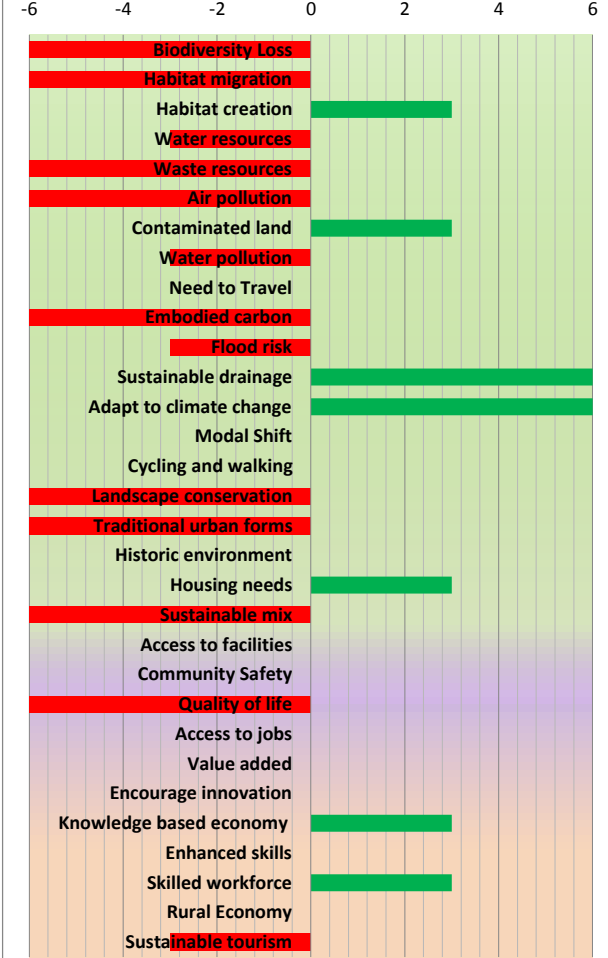 -6 -4 -2 0 2 4 6
Biodiversity Loss
Habitat migration
Habitat creation
Water resources
Waste resources
Air pollution
Contaminated land
Water pollution
Need to Travel
Embodied carbon
Flood risk
Sustainable drainage
Adapt to climate change
Modal Shift
Cycling and walking
Landscape conservation
Traditional urban forms
Historic environment
Housing needs
Sustainable mix
Access to facilities
Community Safety
Quality of life
Access to jobs
Value added
Encourage innovation
Knowledge based economy
Enhanced skills
Skilled workforce
Rural Economy
Sustainable tourism